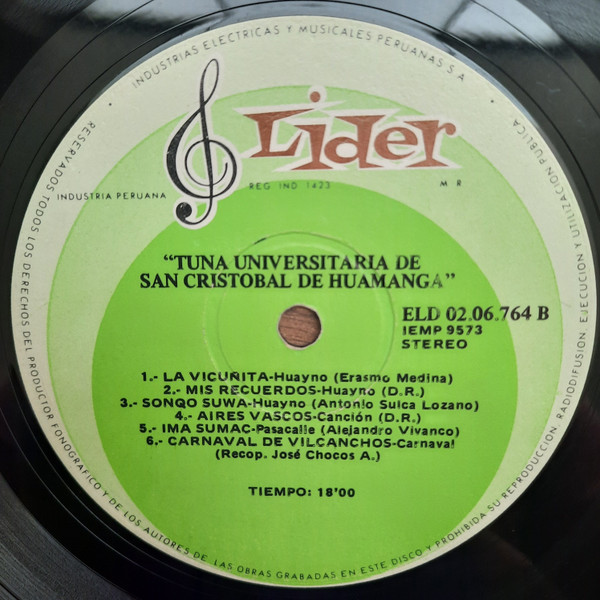 INDUSTRIAS ELECTRICAS Y MUSICALES PERUANAS S A
Lider
INDUSTRIA PERUANA
REG IND 1423
M R
"TUNA UNIVERSITARIA DE
SAN CRISTOBAL DE HUAMANGA"
ELD 02.06.764 B
IEMP 9573
STEREO
1.- LA VICUÑITA-Huayno (Erasmo Medina)
2.- MIS RECUERDOS-Huayno (D.R.)
3.- SONQO SUWA-Huayno (Antonio Sulca Lozano)
4.- AIRES VASCOS-Canción (D.R.)
5.- IMA SUMAC-Pasacalle (Alejandro Vivanco)
6.- CARNAVAL DE VILCANCHOS-Carnaval
(Recop. José Chocos A.)
TIEMPO: 18'00
RESERVADOS TODOS LOS DERECHOS DEL PRODUCTOR FONOGRAFICO Y DE LOS AUTORES DE LAS OBRAS GRABADAS EN ESTE DISCO Y PROHIBIDA SU REPRODUCCION, RADIODIFUSION, EJECUCION Y UTILIZACION PUBLICA